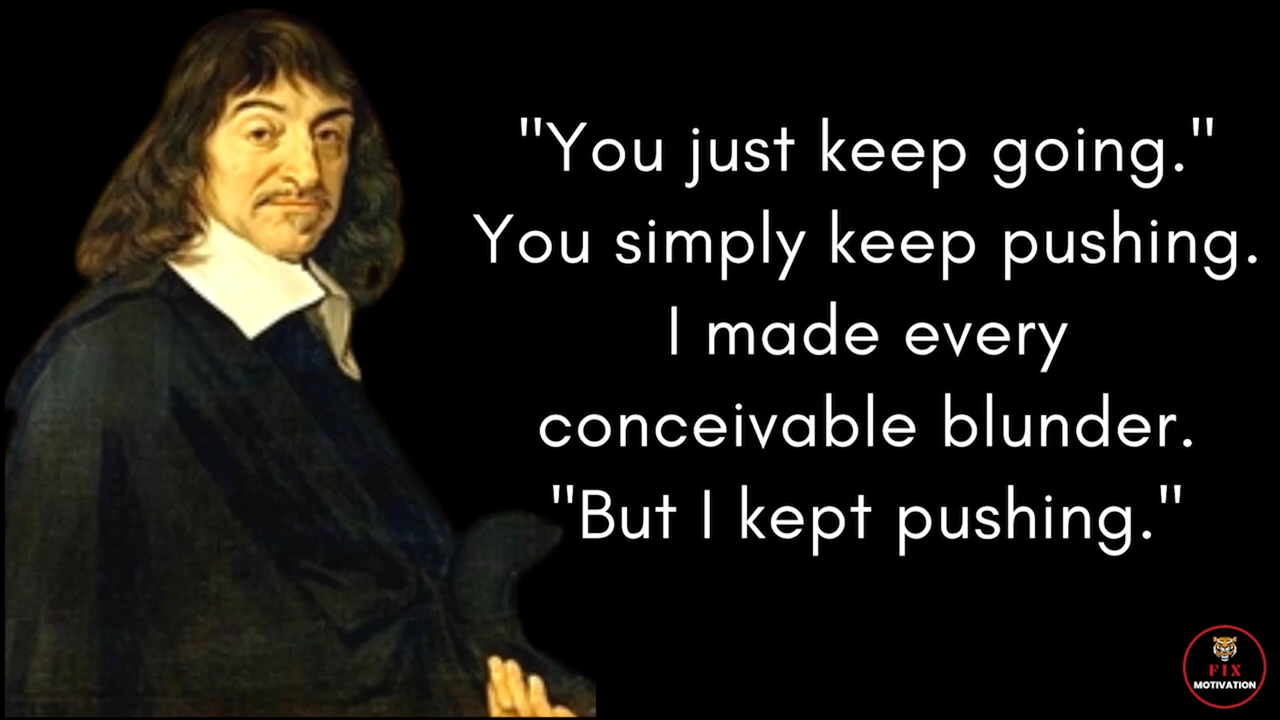 "You just keep going."
You simply keep pushing.
I made every
conceivable blunder.
"But I kept pushing."
FIX
MOTIVATION